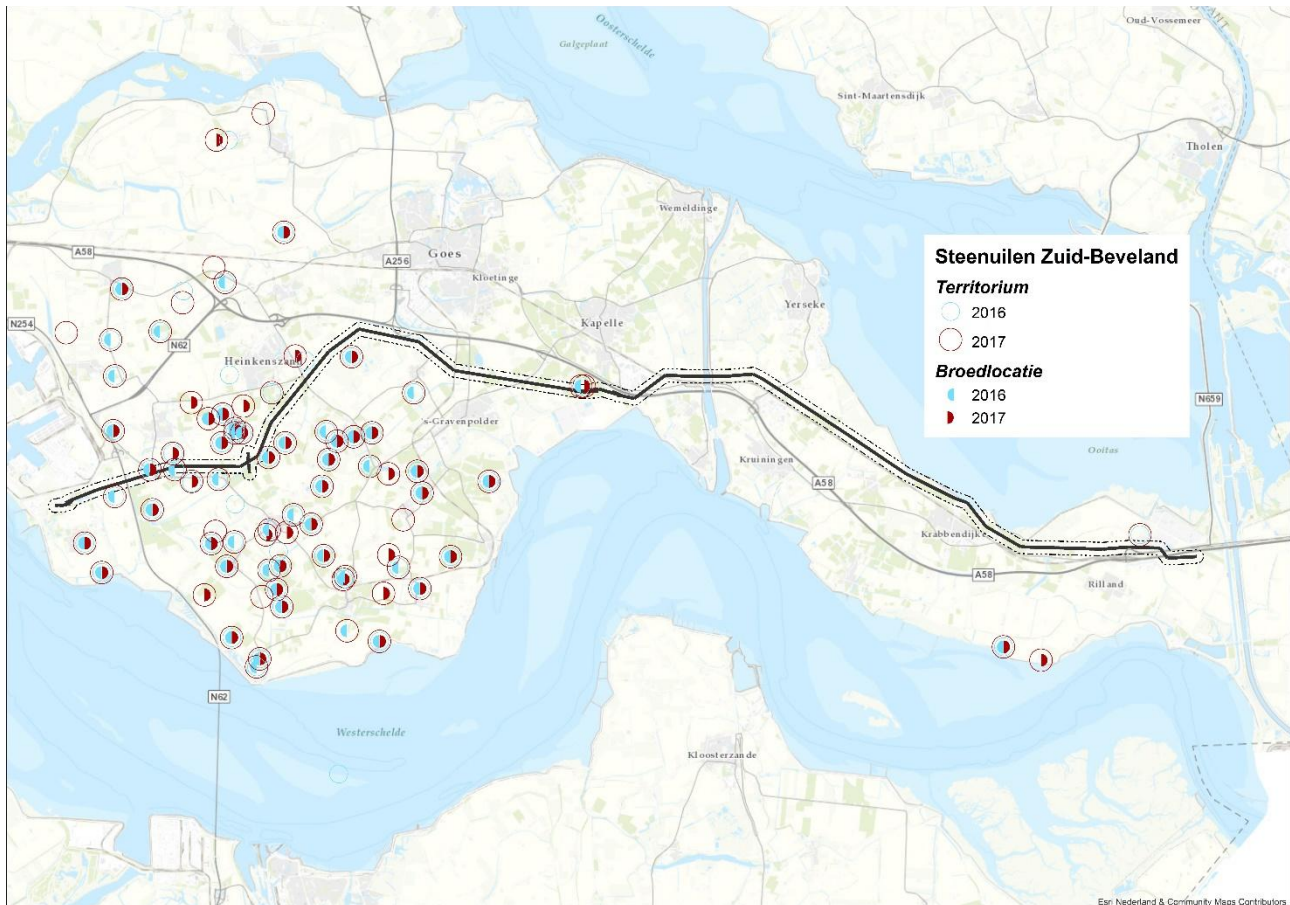 Oud-Vossemeer
Oosterschelde
Galgeplaat
Sint-Maartensdijk
Tholen
Wemeldinge
A58
A256
Goes
Kloetinge
Steenuilen Zuid-Beveland
Territorium
2016
2017
Broedlocatie
2016
2017
Yerseke
Kapelle
N254
N62
Heinkenszand
N659
's-Gravenpolder
Ooitas
Kruiningen
A58
Krabbendijke
A58
Rilland
N62
Westerschelde
Kloosterzande
Esri Nederland & Community Maps Contributors